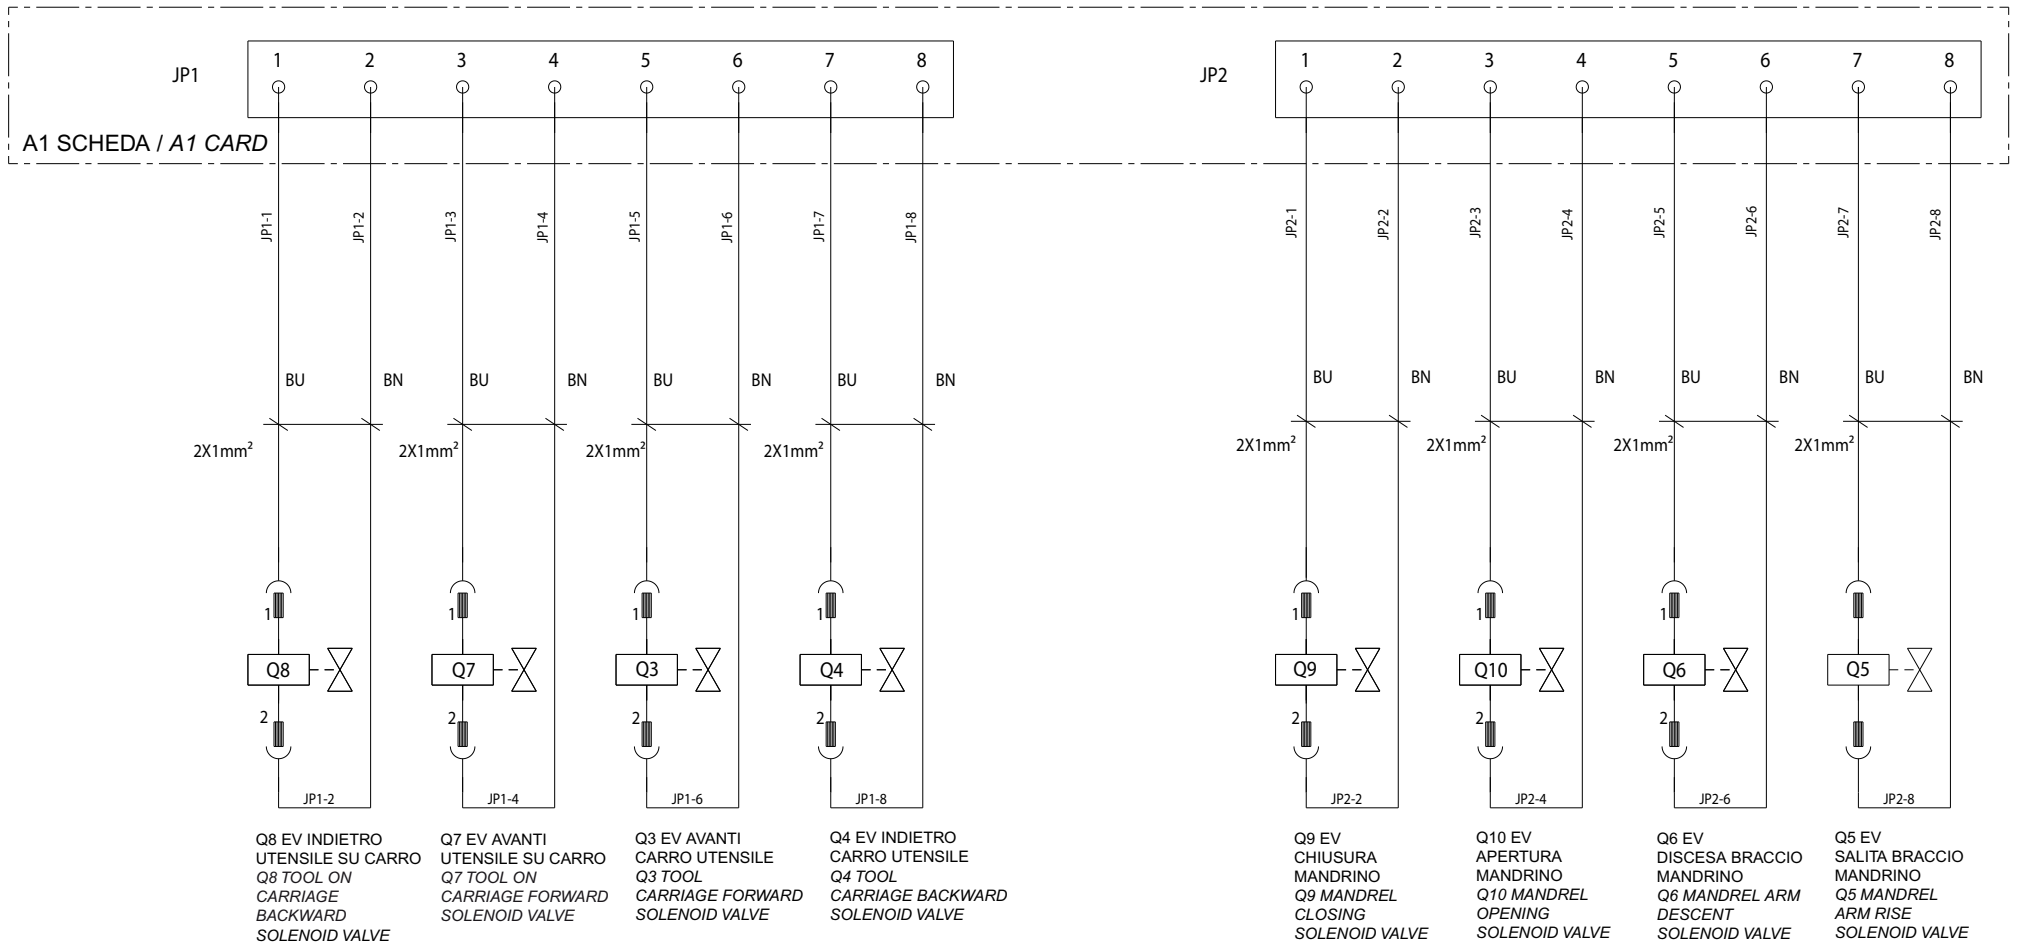 1 2 3 4 5 6 7 8
JP1
1 2 3 4 5 6 7 8
JP2
A1 SCHEDA / A1 CARD
JP1-1
JP1-2
JP1-3
JP1-4
JP1-5
JP1-6
JP1-7
JP1-8
JP2-1
JP2-2
JP2-3
JP2-4
JP2-5
JP2-6
JP2-7
JP2-8
BU BN BU BN BU BN BU BN
BU BN BU BN BU BN BU BN
2X1mm² 2X1mm² 2X1mm² 2X1mm²
2X1mm² 2X1mm² 2X1mm² 2X1mm²
1 1 1 1 1 1 1
Q8 Q7 Q3 Q4 Q9 Q10 Q6 Q5
2 2 2 2 2 2 2
JP1-2 JP1-4 JP1-6 JP1-8 JP2-2 JP2-4 JP2-6 JP2-8
Q8 EV INDIETRO
UTENSILE SU CARRO
Q8 TOOL ON
CARRIAGE
BACKWARD
SOLENOID VALVE
Q7 EV AVANTI
UTENSILE SU CARRO
Q7 TOOL ON
CARRIAGE FORWARD
SOLENOID VALVE
Q3 EV AVANTI
CARRO UTENSILE
Q3 TOOL
CARRIAGE FORWARD
SOLENOID VALVE
Q4 EV INDIETRO
CARRO UTENSILE
Q4 TOOL
CARRIAGE BACKWARD
SOLENOID VALVE
Q9 EV
CHIUSURA
MANDRINO
Q9 MANDREL
CLOSING
SOLENOID VALVE
Q10 EV
APERTURA
MANDRINO
Q10 MANDREL
OPENING
SOLENOID VALVE
Q6 EV
DISCESA BRACCIO
MANDRINO
Q6 MANDREL ARM
DESCENT
SOLENOID VALVE
Q5 EV
SALITA BRACCIO
MANDRINO
Q5 MANDREL
ARM RISE
SOLENOID VALVE